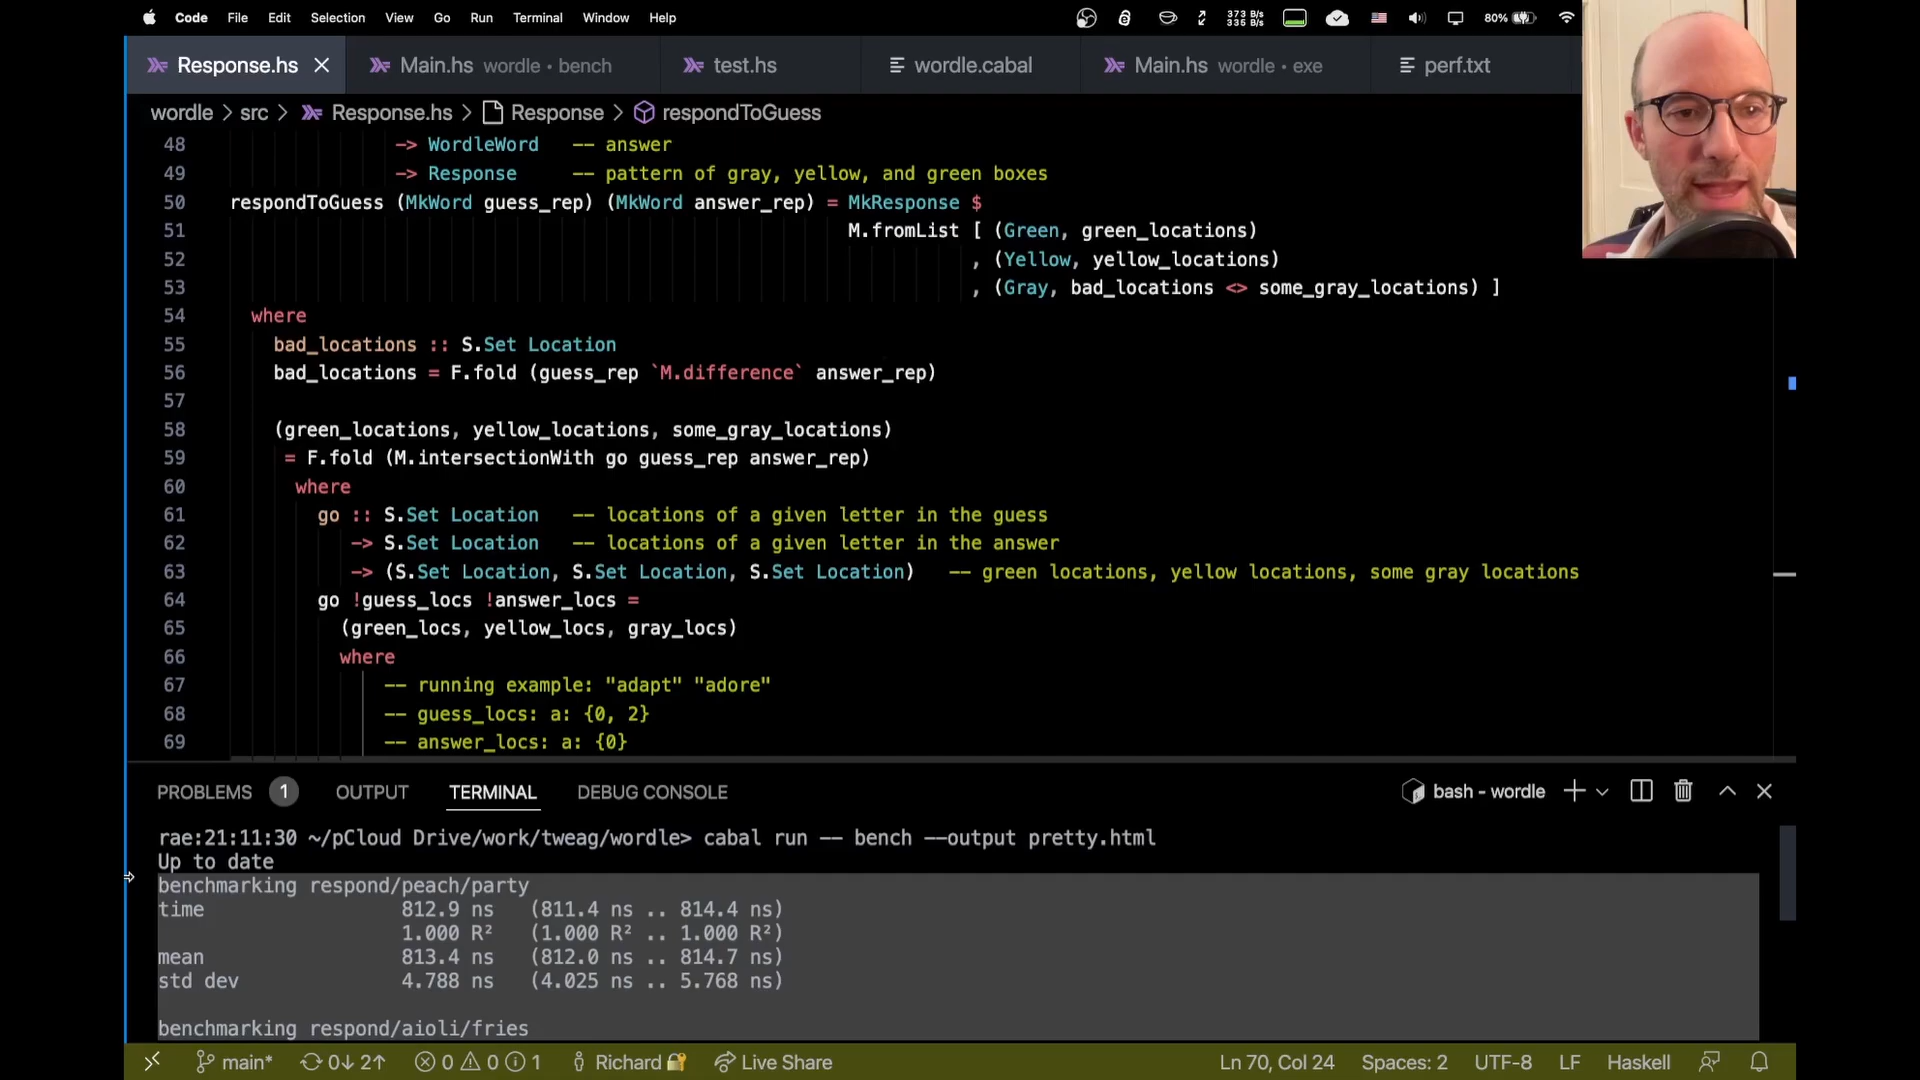 Code File Edit Selection View Go Run Terminal Window Help 373 B/s 335 B/s 80%
Response.hs Main.hs wordle • bench test.hs wordle.cabal Main.hs wordle • exe perf.txt
wordle > src > Response.hs > Response > respondToGuess
48 -> WordleWord -- answer
49 -> Response -- pattern of gray, yellow, and green boxes
50 respondToGuess (MkWord guess_rep) (MkWord answer_rep) = MkResponse $
51 M.fromList [ (Green, green_locations)
52 , (Yellow, yellow_locations)
53 , (Gray, bad_locations <> some_gray_locations) ]
54 where
55 bad_locations :: S.Set Location
56 bad_locations = F.fold (guess_rep `M.difference` answer_rep)
57
58 (green_locations, yellow_locations, some_gray_locations)
59 = F.fold (M.intersectionWith go guess_rep answer_rep)
60 where
61 go :: S.Set Location -- locations of a given letter in the guess
62 -> S.Set Location -- locations of a given letter in the answer
63 -> (S.Set Location, S.Set Location, S.Set Location) -- green locations, yellow locations, some gray locations
64 go !guess_locs !answer_locs =
65 (green_locs, yellow_locs, gray_locs)
66 where
67 -- running example: "adapt" "adore"
68 -- guess_locs: a: {0, 2}
69 -- answer_locs: a: {0}
PROBLEMS 1 OUTPUT TERMINAL DEBUG CONSOLE bash - wordle
rae:21:11:30 ~/pCloud Drive/work/tweag/wordle> cabal run -- bench --output pretty.html
Up to date
benchmarking respond/peach/party
time 812.9 ns (811.4 ns .. 814.4 ns)
1.000 R² (1.000 R² .. 1.000 R²)
mean 813.4 ns (812.0 ns .. 814.7 ns)
std dev 4.788 ns (4.025 ns .. 5.768 ns)
benchmarking respond/aioli/fries
main* 0↓ 2↑ 0 0 1 Richard Live Share Ln 70, Col 24 Spaces: 2 UTF-8 LF Haskell